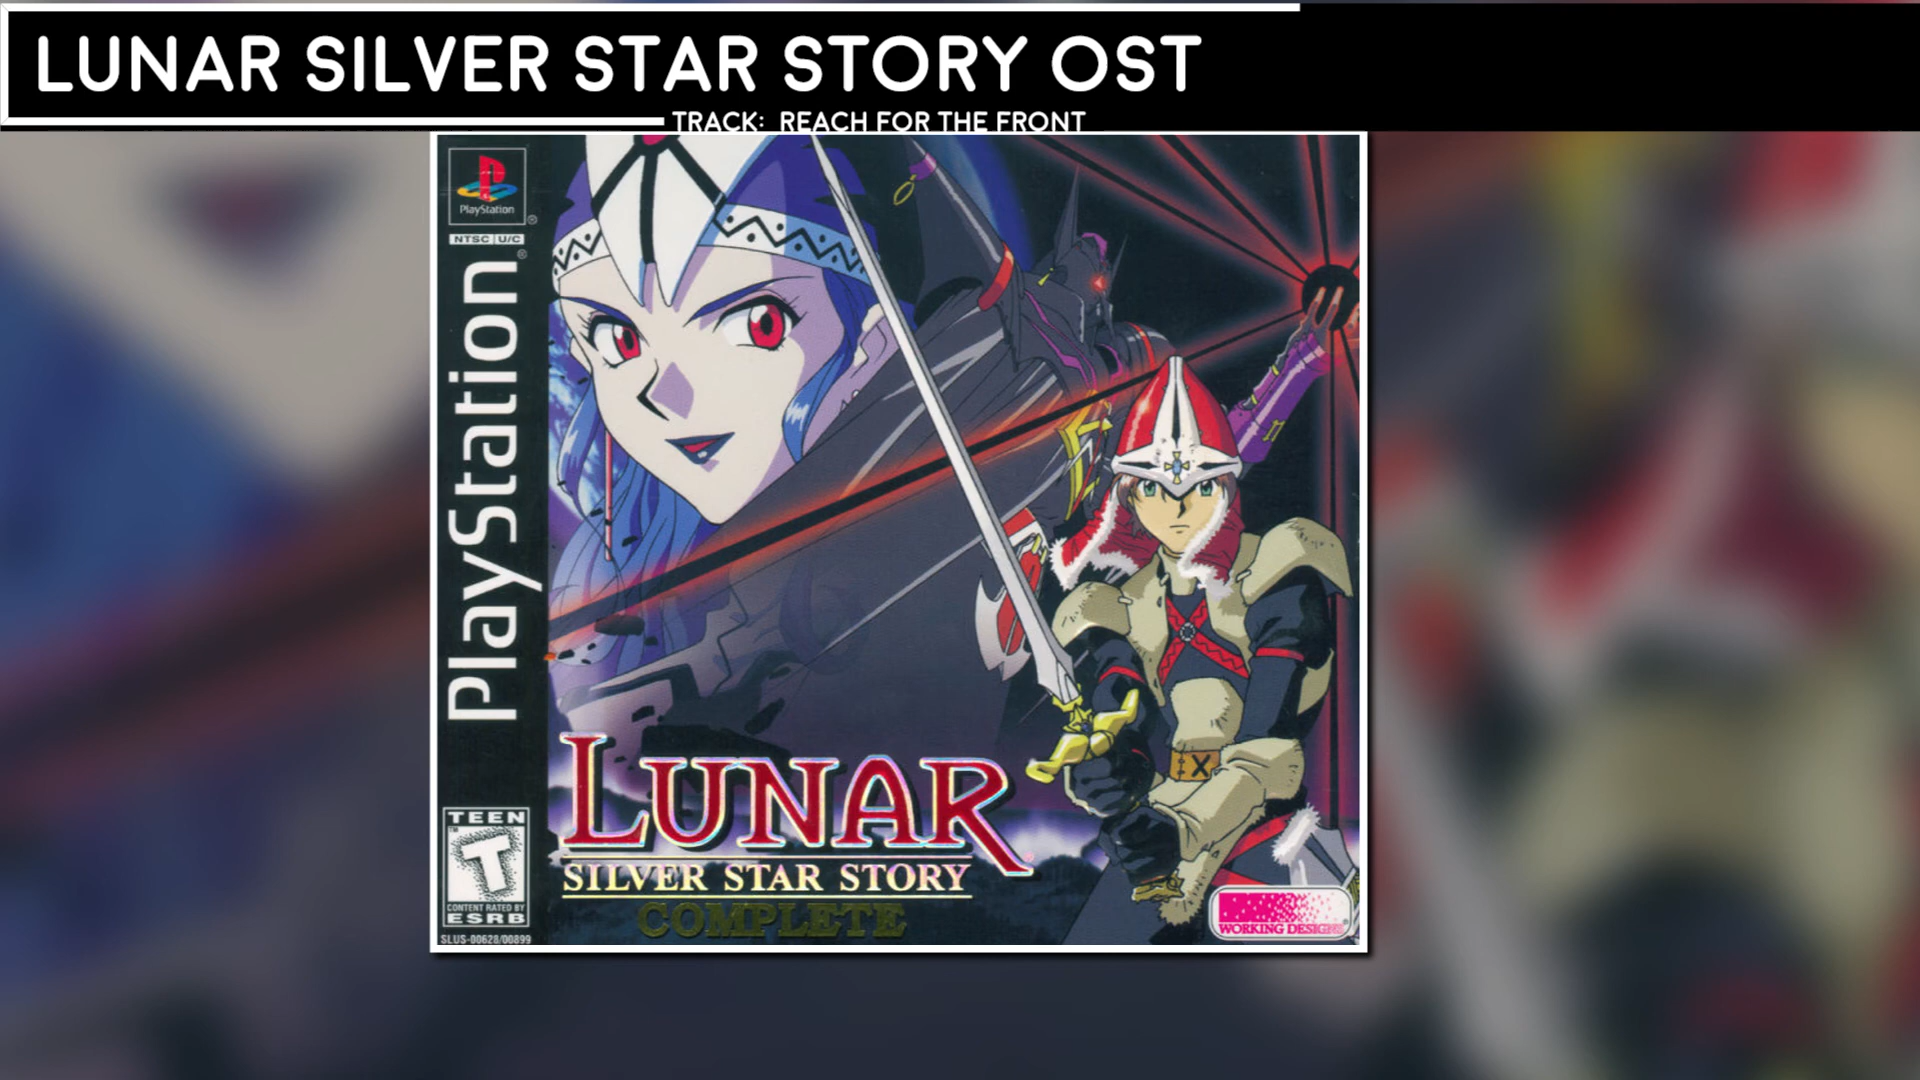 LUNAR SILVER STAR STORY OST
TRACK: REACH FOR THE FRONT
PlayStation
NTSC U/C
PlayStation
LUNAR
SILVER STAR STORY
COMPLETE
TEEN
T
CONTENT RATED BY
ESRB
SLUS-00628/00899
WORKING DESIGNS